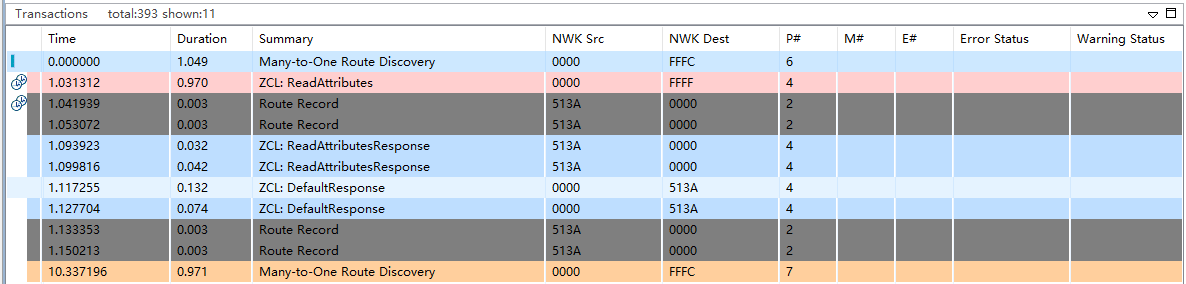 Transactions total:393 shown:11
Time Duration Summary NWK Src NWK Dest P# M# E# Error Status Warning Status
0.000000 1.049 Many-to-One Route Discovery 0000 FFFC 6
1.031312 0.970 ZCL: ReadAttributes 0000 FFFF 4
1.041939 0.003 Route Record 513A 0000 2
1.053072 0.003 Route Record 513A 0000 2
1.093923 0.032 ZCL: ReadAttributesResponse 513A 0000 4
1.099816 0.042 ZCL: ReadAttributesResponse 513A 0000 4
1.117255 0.132 ZCL: DefaultResponse 0000 513A 4
1.127704 0.074 ZCL: DefaultResponse 0000 513A 4
1.133353 0.003 Route Record 513A 0000 2
1.150213 0.003 Route Record 513A 0000 2
10.337196 0.971 Many-to-One Route Discovery 0000 FFFC 7